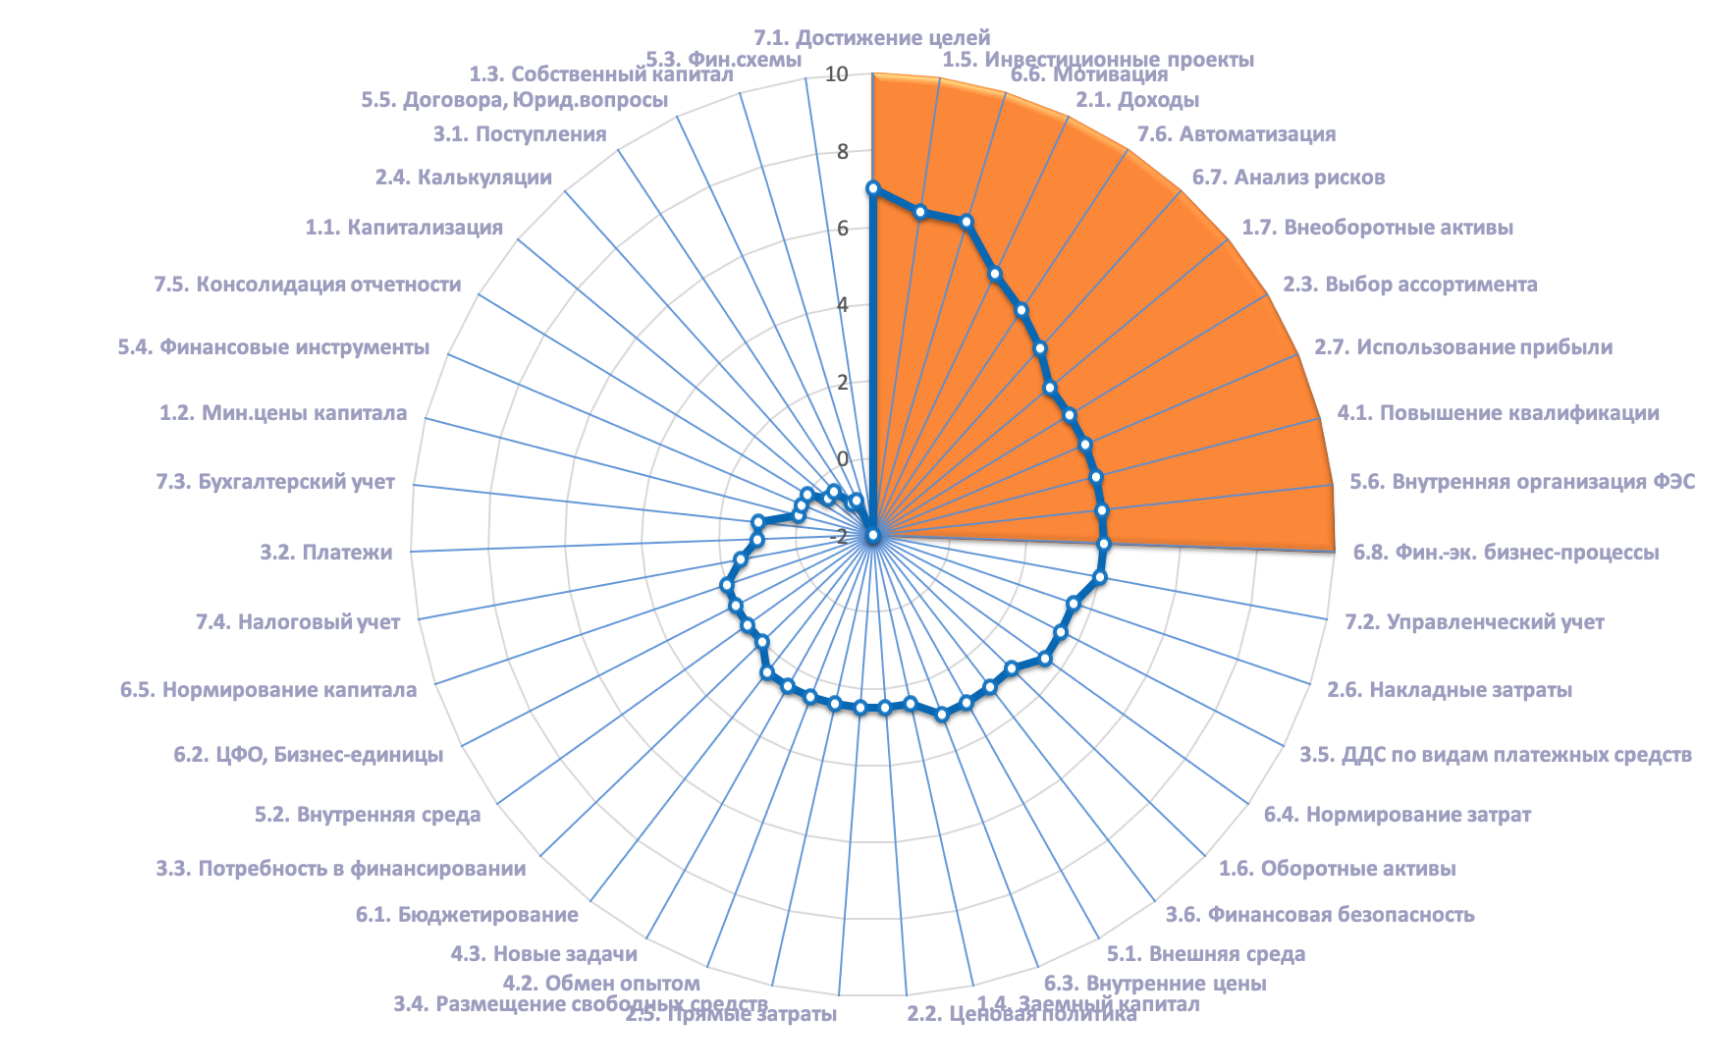 7.1. Достижение целей
1.5. Инвестиционные проекты
6.6. Мотивация
2.1. Доходы
7.6. Автоматизация
6.7. Анализ рисков
1.7. Внеоборотные активы
2.3. Выбор ассортимента
2.7. Использование прибыли
4.1. Повышение квалификации
5.6. Внутренняя организация ФЭС
6.8. Фин.-эк. бизнес-процессы
7.2. Управленческий учет
2.6. Накладные затраты
3.5. ДДС по видам платежных средств
6.4. Нормирование затрат
1.6. Оборотные активы
3.6. Финансовая безопасность
5.1. Внешняя среда
6.3. Внутренние цены
1.4. Заемный капитал
2.2. Ценовая политика
2.5. Прямые затраты
3.4. Размещение свободных средств
4.2. Обмен опытом
4.3. Новые задачи
6.1. Бюджетирование
3.3. Потребность в финансировании
5.2. Внутренняя среда
6.2. ЦФО, Бизнес-единицы
6.5. Нормирование капитала
7.4. Налоговый учет
3.2. Платежи
7.3. Бухгалтерский учет
1.2. Мин.цены капитала
5.4. Финансовые инструменты
7.5. Консолидация отчетности
1.1. Капитализация
2.4. Калькуляции
3.1. Поступления
5.5. Договора, Юрид.вопросы
1.3. Собственный капитал
5.3. Фин.схемы
10
8
6
4
2
0
-2